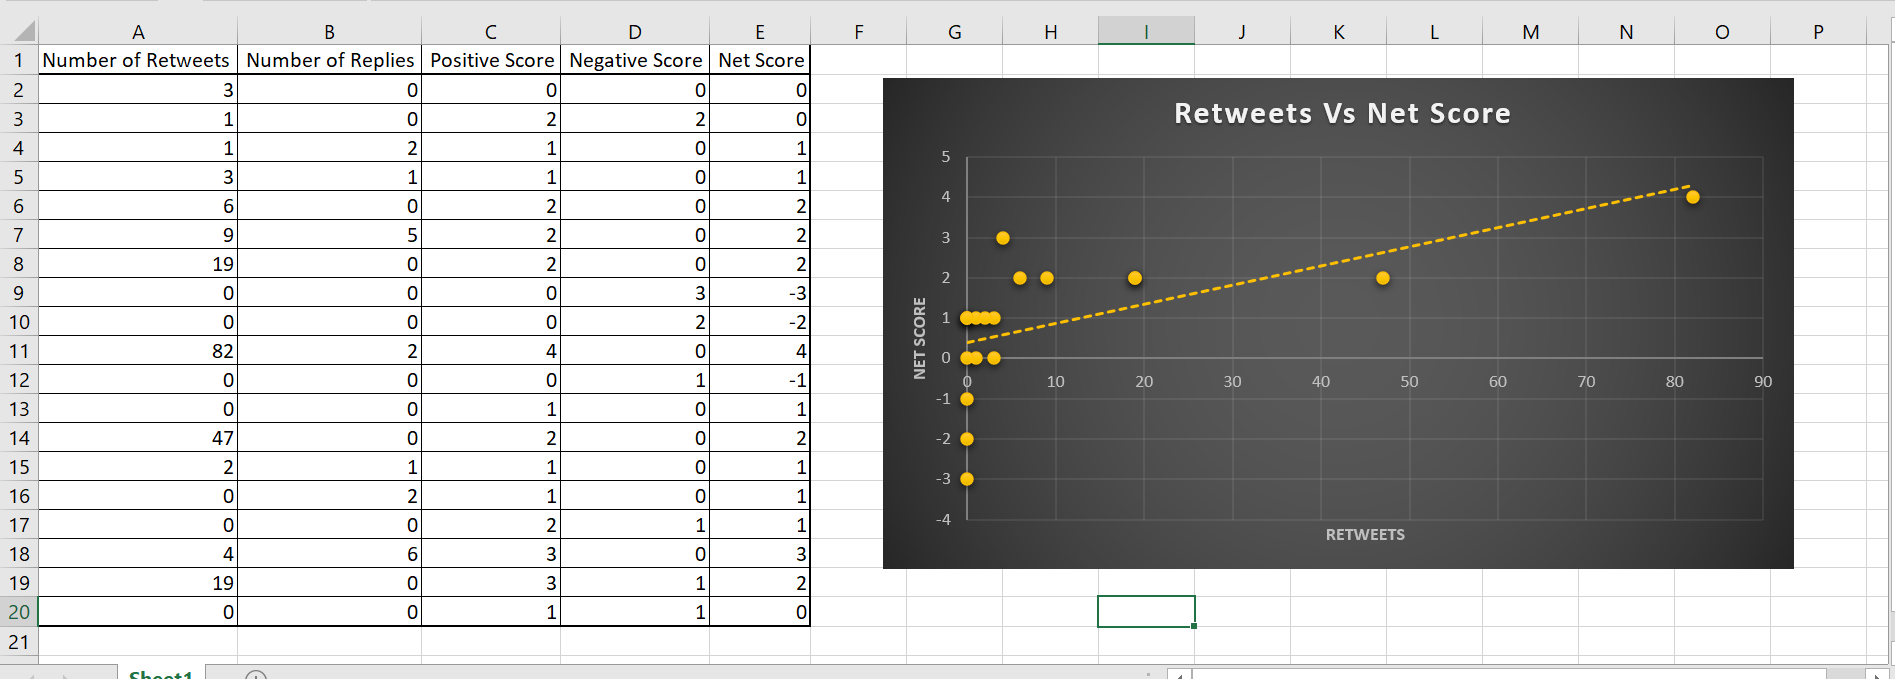 A B C D E F G H I J K L M N O P
1 Number of Retweets Number of Replies Positive Score Negative Score Net Score
2 3 0 0 0 0
3 1 0 2 2 0
4 1 2 1 0 1
5 3 1 1 0 1
6 6 0 2 0 2
7 9 5 2 0 2
8 19 0 2 0 2
9 0 0 0 3 -3
10 0 0 0 2 -2
11 82 2 4 0 4
12 0 0 0 1 -1
13 0 0 1 0 1
14 47 0 2 0 2
15 2 1 1 0 1
16 0 2 1 0 1
17 0 0 2 1 1
18 4 6 3 0 3
19 19 0 3 1 2
20 0 0 1 1 0
21
Retweets Vs Net Score
5
4
3
2
1
0
-1
-2
-3
-4
NET SCORE
0 10 20 30 40 50 60 70 80 90
RETWEETS
Sheet1